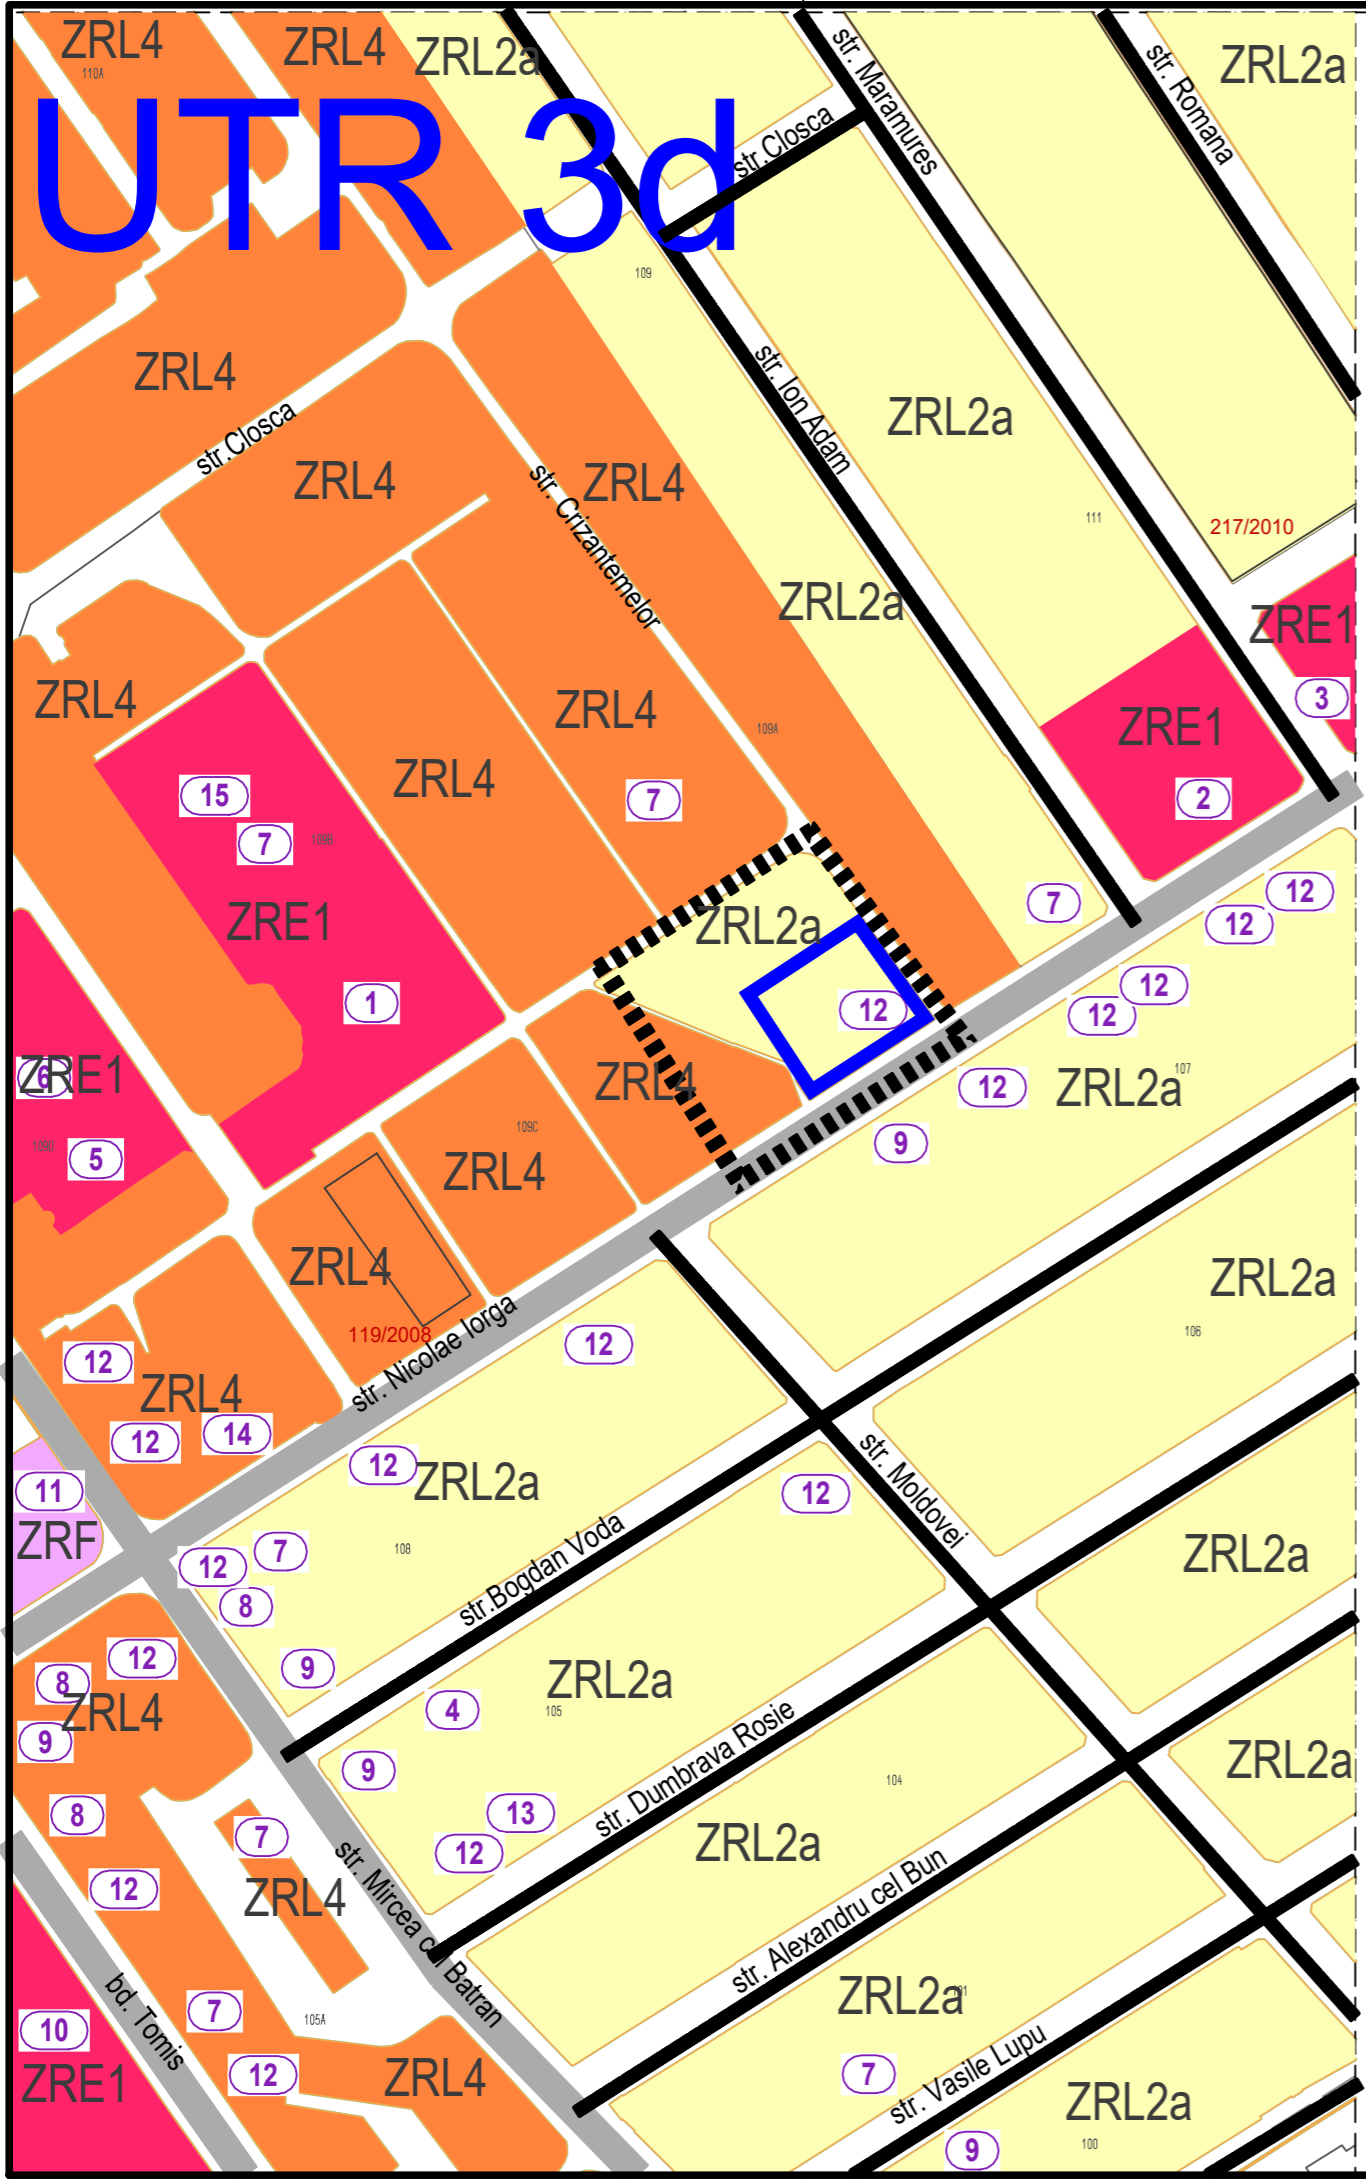 ZRL4
110A
ZRL4
ZRL2a
str. Maramures
str. Romana
ZRL2a
UTR 3d
str.Closca
109
ZRL4
str. Ion Adam
ZRL2a
str.Closca
ZRL4
str. Crizantemelor
ZRL4
111
217/2010
ZRL2a
ZRE1
3
ZRL4
ZRL4
109A
ZRE1
2
ZRL4
7
15
7
109B
ZRE1
1
ZRL2a
12
7
12
12
12
12
12
107
ZRL2a
9
ZRE1
6
109D
5
ZRL4
109C
ZRL4
ZRL4
119/2008
str. Nicolae Iorga
ZRL2a
106
12
12
ZRL4
12
14
11
ZRF
12
ZRL2a
12
str. Moldovei
108
12
7
8
str.Bogdan Voda
ZRL2a
9
12
8
ZRL4
9
ZRL2a
105
4
9
str. Dumbrava Rosie
ZRL2a
104
8
7
13
12
ZRL2a
12
ZRL4
str. Mircea cel Batran
str. Alexandru cel Bun
ZRL2a
7
105A
bd. Tomis
10
ZRE1
12
ZRL4
7
str. Vasile Lupu
ZRL2a
9
100